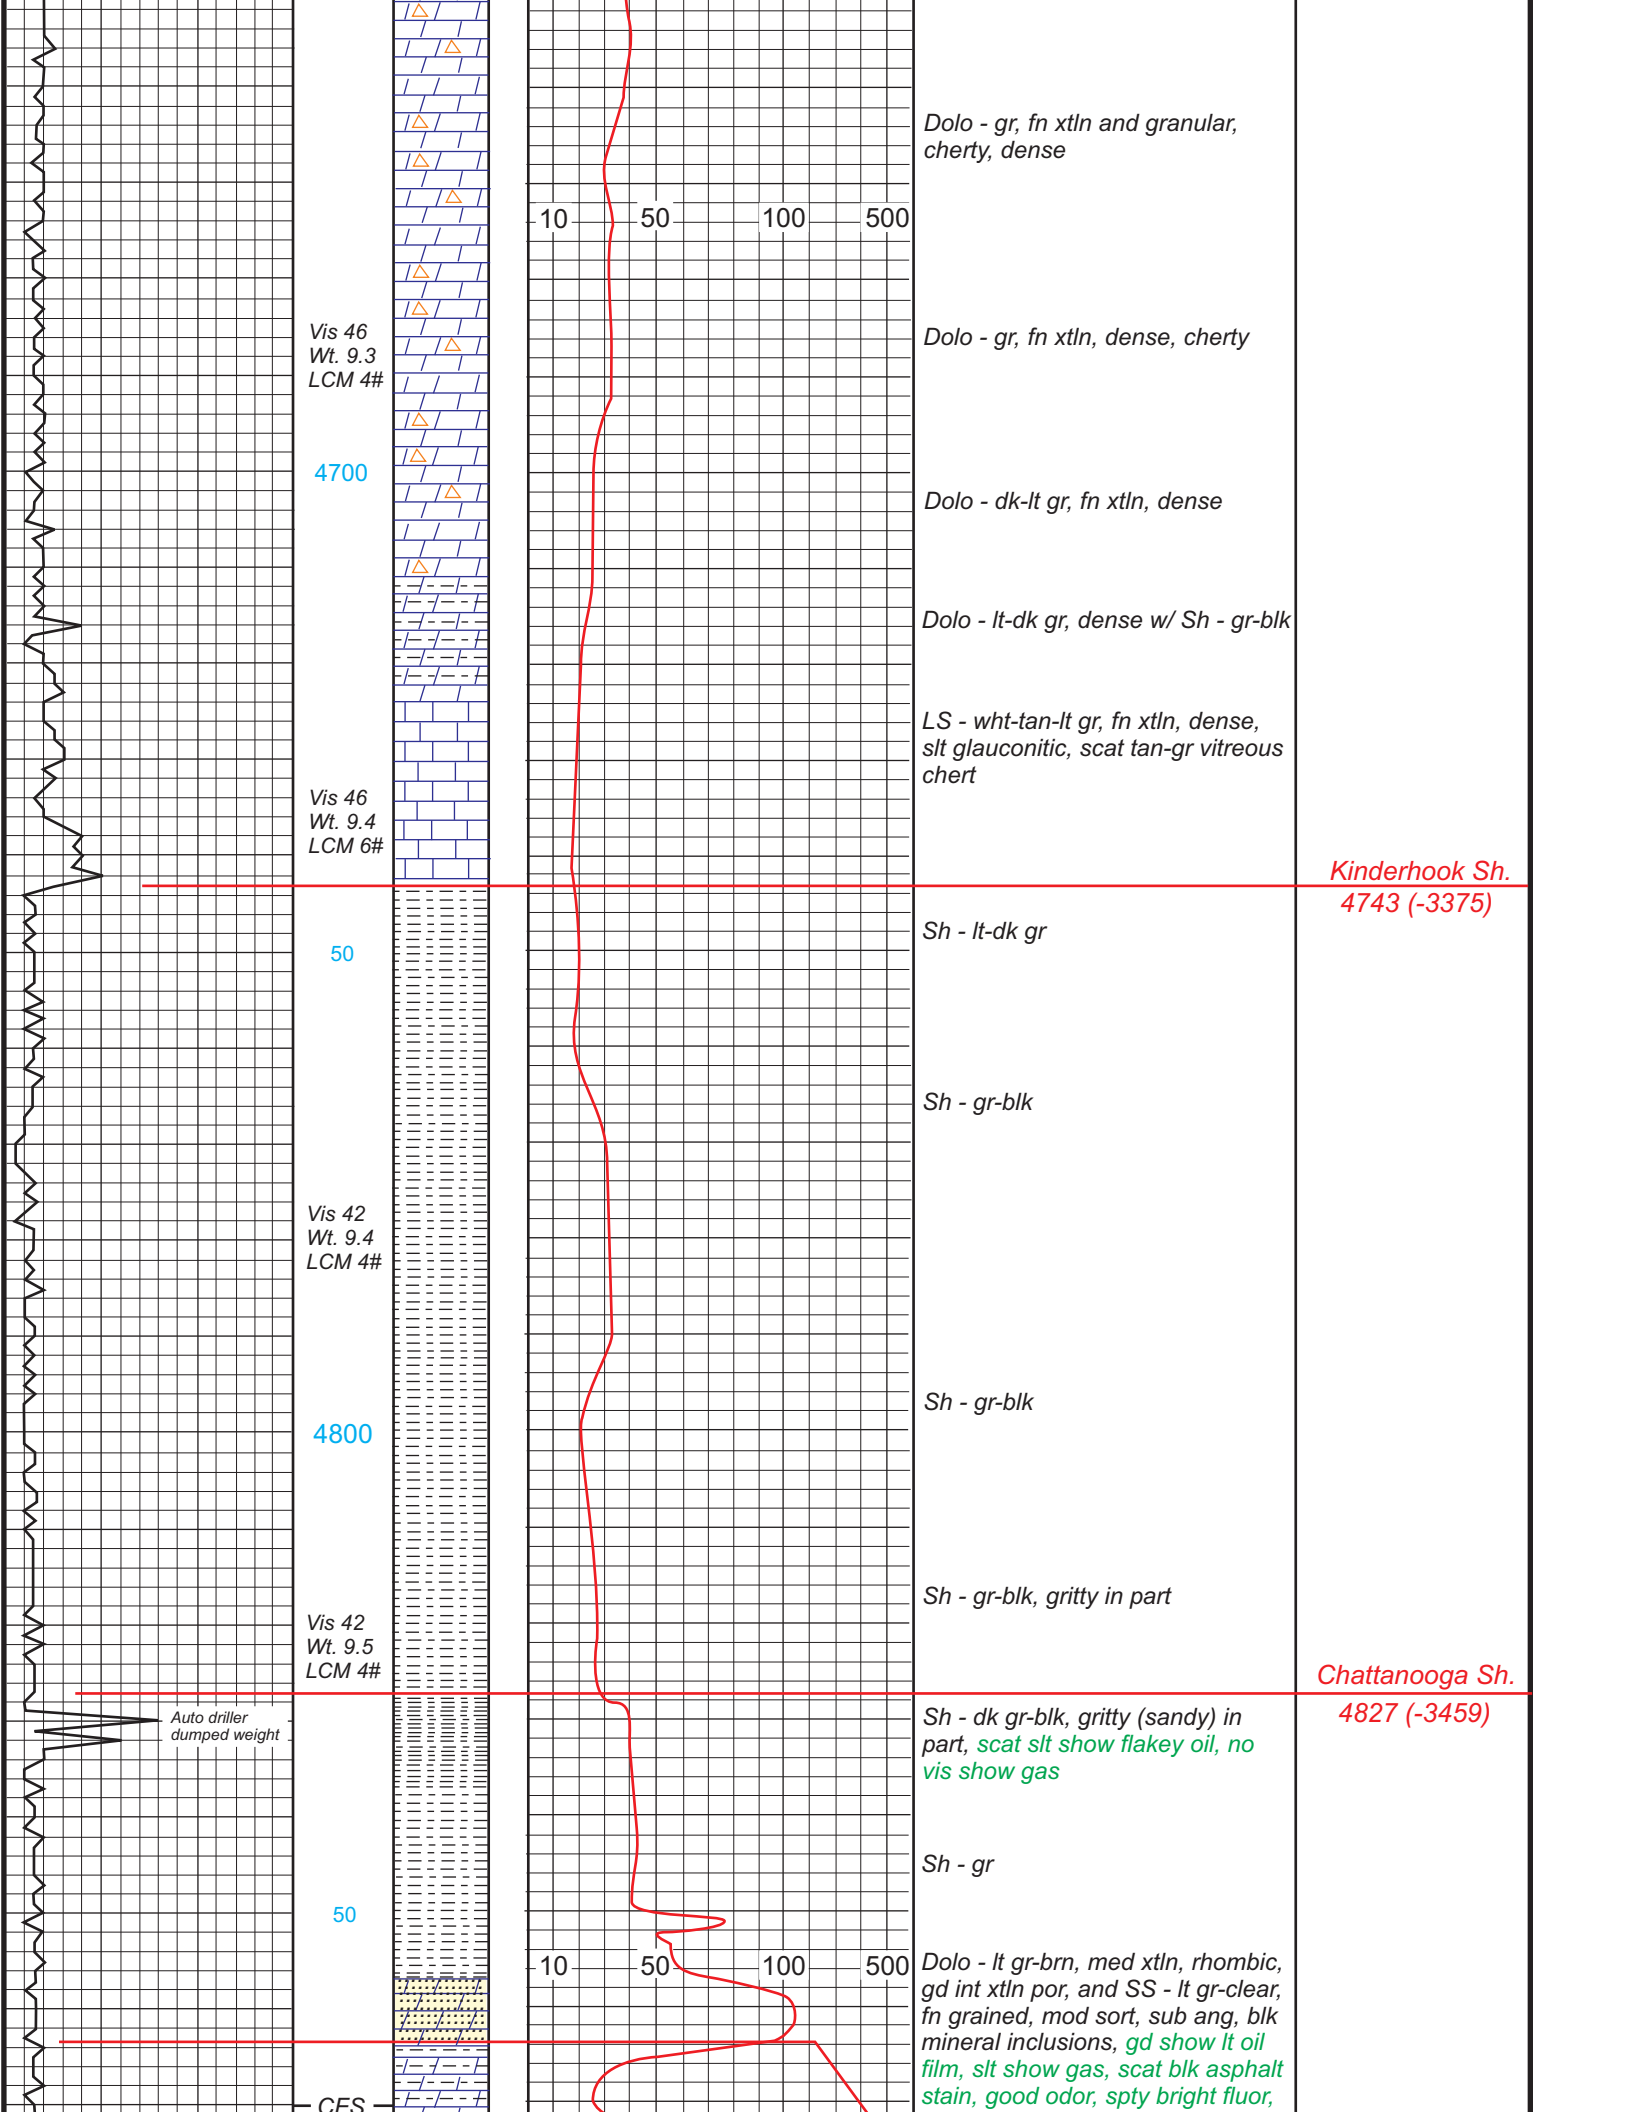 Dolo - gr, fn xtln and granular,
cherty, dense
10 50 100 500
Vis 46
Wt. 9.3
LCM 4#
Dolo - gr, fn xtln, dense, cherty
4700
Dolo - dk-lt gr, fn xtln, dense
Dolo - lt-dk gr, dense w/ Sh - gr-blk
LS - wht-tan-lt gr, fn xtln, dense,
slt glauconitic, scat tan-gr vitreous
chert
Vis 46
Wt. 9.4
LCM 6#
Kinderhook Sh.
4743 (-3375)
Sh - lt-dk gr
50
Sh - gr-blk
Vis 42
Wt. 9.4
LCM 4#
Sh - gr-blk
4800
Sh - gr-blk, gritty in part
Vis 42
Wt. 9.5
LCM 4#
Chattanooga Sh.
4827 (-3459)
Auto driller
dumped weight
Sh - dk gr-blk, gritty (sandy) in
part, scat slt show flakey oil, no
vis show gas
Sh - gr
50
10 50 100 500
Dolo - lt gr-brn, med xtln, rhombic,
gd int xtln por, and SS - lt gr-clear,
fn grained, mod sort, sub ang, blk
mineral inclusions, gd show lt oil
film, slt show gas, scat blk asphalt
stain, good odor, spty bright fluor,
CFS